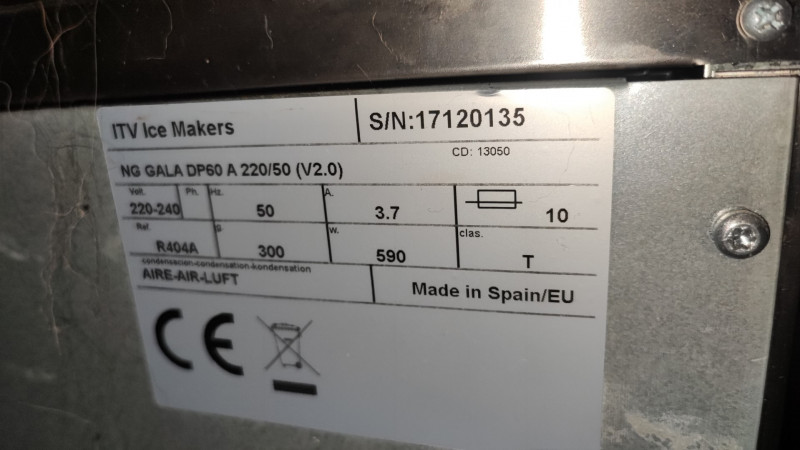 ITV Ice Makers
S/N:17120135
CD: 13050
NG GALA DP60 A 220/50 (V2.0)
Volt. Ph. Hz. A.
220-240 50 3.7 10
Ref. g. w. clas.
R404A 300 590 T
condensacion-condensation-kondensation
AIRE-AIR-LUFT
Made in Spain/EU
CE